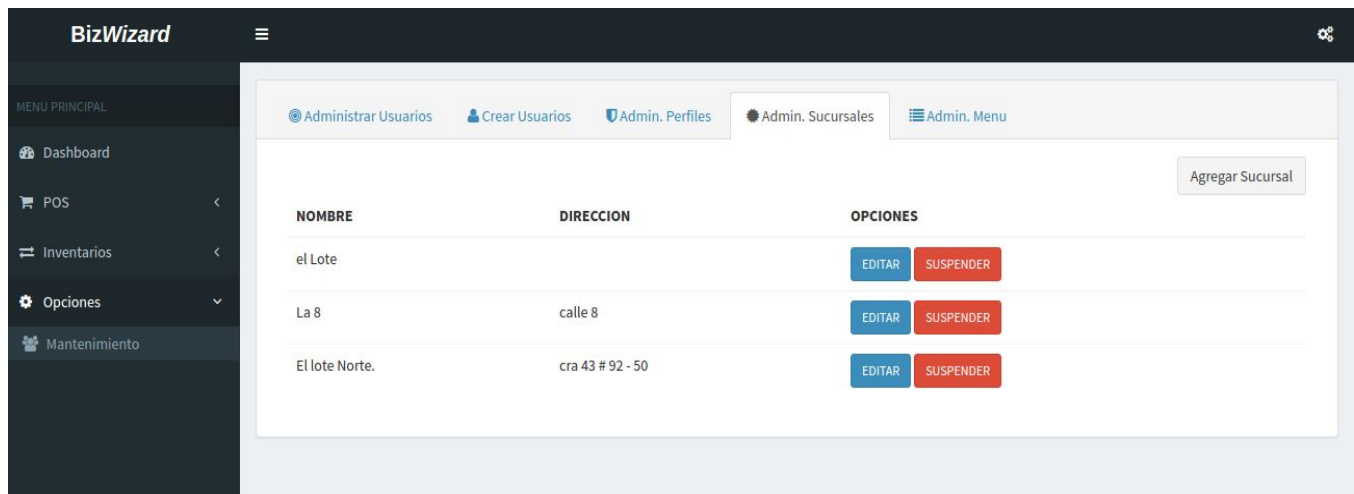 BizWizard
MENU PRINCIPAL
Dashboard
POS
Inventarios
Opciones
Mantenimiento
Administrar Usuarios Crear Usuarios Admin. Perfiles Admin. Sucursales Admin. Menu
Agregar Sucursal
NOMBRE DIRECCION OPCIONES
el Lote EDITAR SUSPENDER
La 8 calle 8 EDITAR SUSPENDER
El lote Norte. cra 43 # 92 - 50 EDITAR SUSPENDER